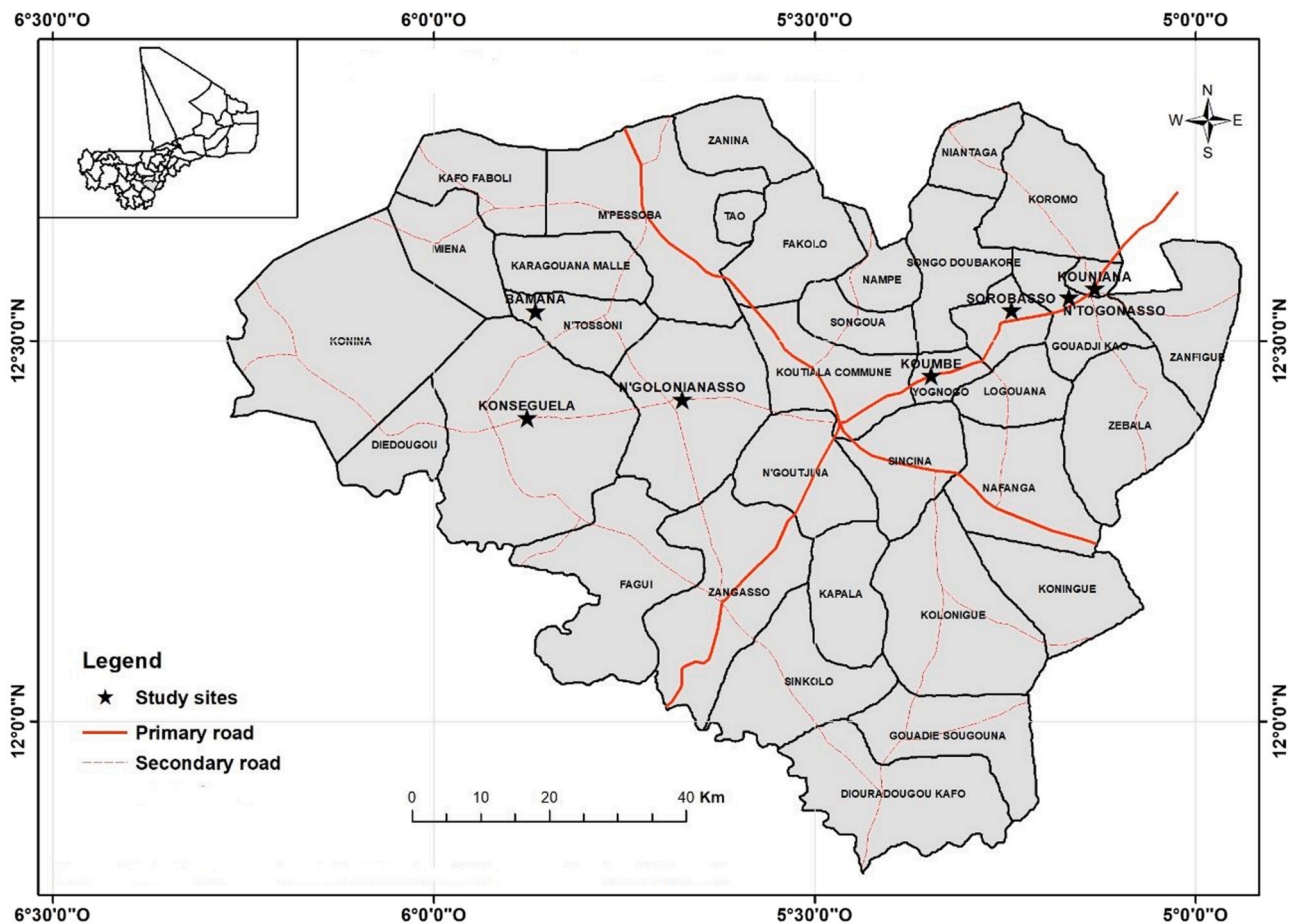 6°30'0"O 6°0'0"O 5°30'0"O 5°0'0"O
N
W E
S
ZANINA
NIANTAGA
KAFO FABOLI
KOROMO
M'PESSOBA
TAO
MIENA
FAKOLO
KARAGOUANA MALLE
SONGO DOUBAKORE
NAMPE
KOUNIANA
BAMANA
SOROBASSO
N'TOGONASSO
N'TOSSONI
SONGOUA
12°30'0"N
KONINA
GOUADJI KAO
ZANFIGUE
12°30'0"N
KOUTIALA COMMUNE
KOUMBE
N'GOLONIANASSO
YOGNOGO
LOGOUANA
KONSEGUELA
ZEBALA
DIEDOUGOU
SINCINA
N'GOUTJINA
NAFANGA
FAGUI
ZANGASSO
KAPALA
KONINGUE
KOLONIGUE
Legend
Study sites
Primary road
Secondary road
SINKOLO
12°0'0"N
12°0'0"N
GOUADIE SOUGOUNA
DIOURADOUGOU KAFO
0 10 20 40 Km
6°30'0"O 6°0'0"O 5°30'0"O 5°0'0"O